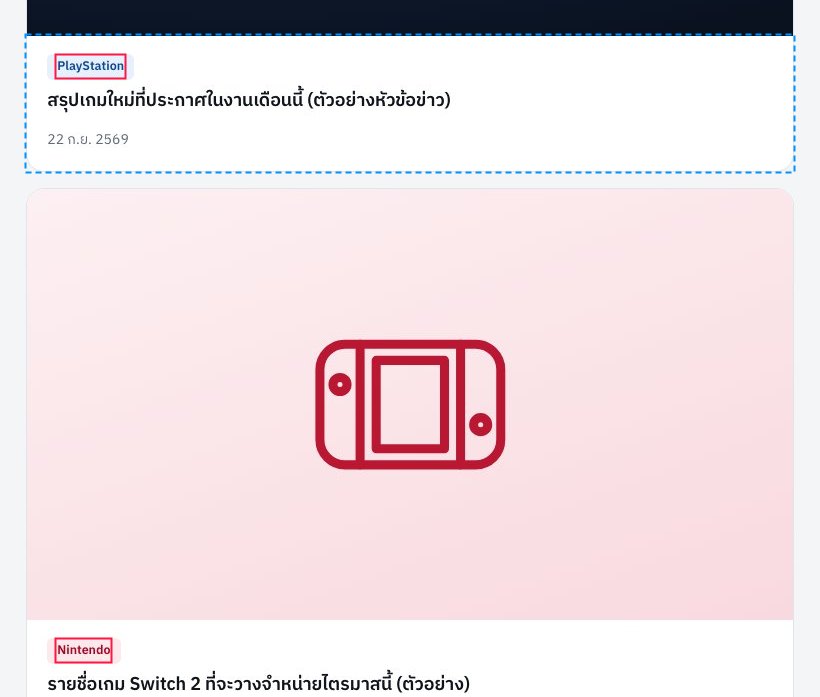 PlayStation
สรุปเกมใหม่ที่ประกาศในงานเดือนนี้ (ตัวอย่างหัวข้อข่าว)
22 ก.ย. 2569
Nintendo
รายชื่อเกม Switch 2 ที่จะวางจำหน่ายไตรมาสนี้ (ตัวอย่าง)